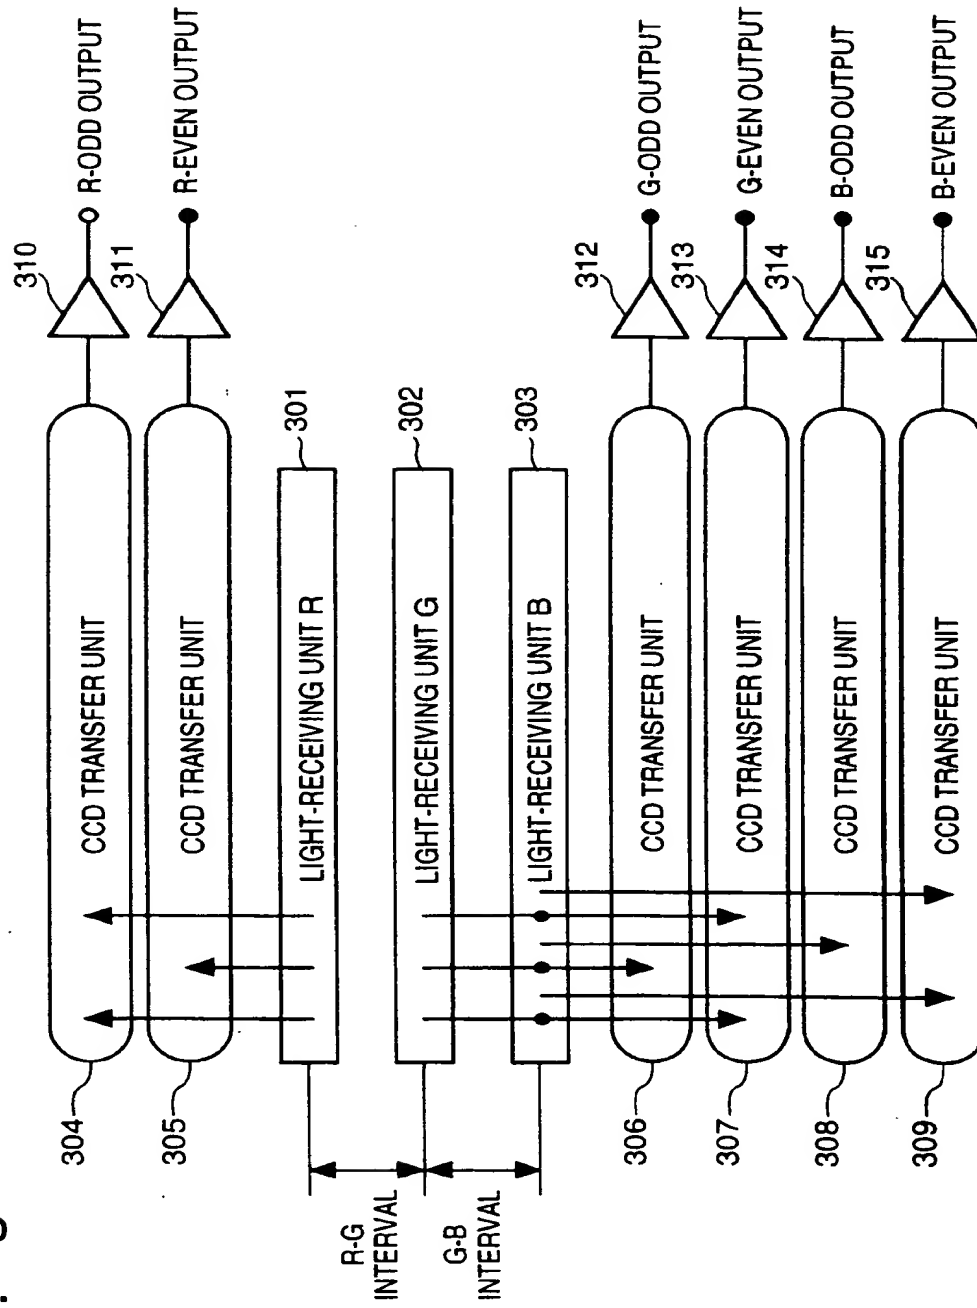 310
R-ODD OUTPUT
304
CCD TRANSFER UNIT
311
R-EVEN OUTPUT
305
CCD TRANSFER UNIT
301
LIGHT-RECEIVING UNIT R
R-G
INTERVAL
302
LIGHT-RECEIVING UNIT G
G-B
INTERVAL
303
LIGHT-RECEIVING UNIT B
312
G-ODD OUTPUT
306
CCD TRANSFER UNIT
313
G-EVEN OUTPUT
307
CCD TRANSFER UNIT
314
B-ODD OUTPUT
308
CCD TRANSFER UNIT
315
B-EVEN OUTPUT
309
CCD TRANSFER UNIT